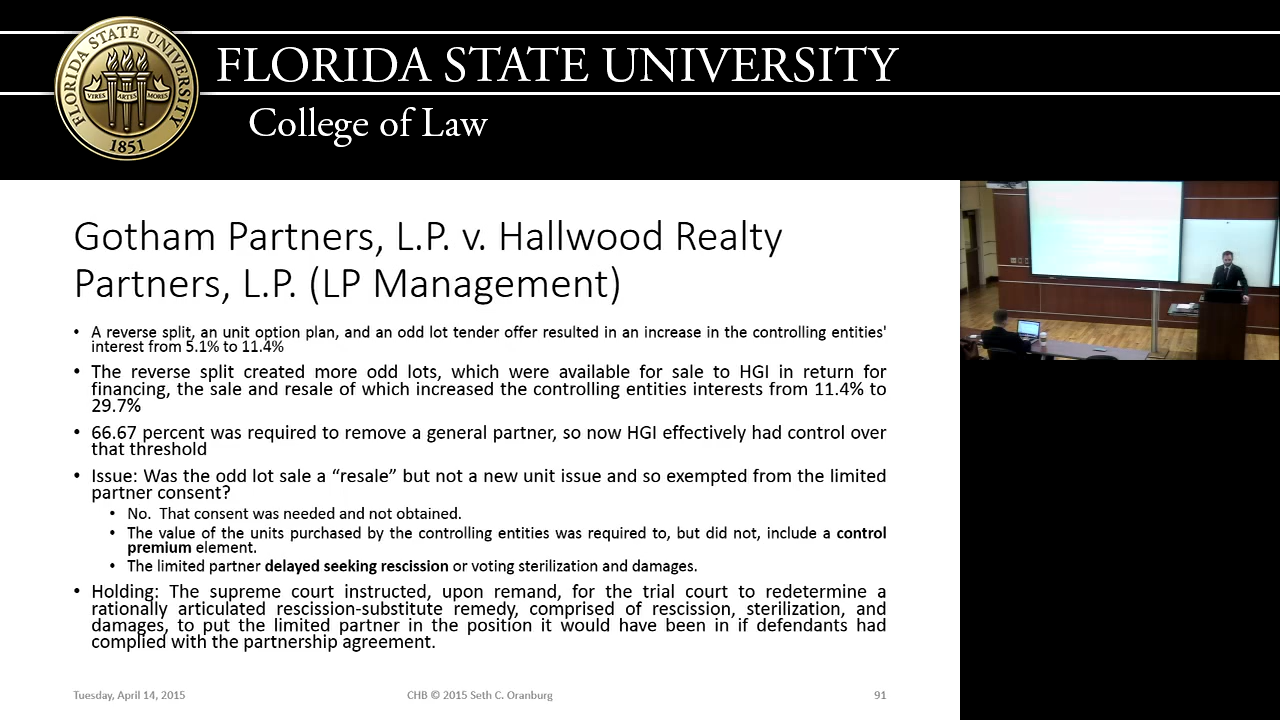 FLORIDA STATE UNIVERSITY
College of Law
FLORIDA STATE UNIVERSITY
VIRES ARTES MORES
1851
Gotham Partners, L.P. v. Hallwood Realty
Partners, L.P. (LP Management)
• A reverse split, an unit option plan, and an odd lot tender offer resulted in an increase in the controlling entities'
interest from 5.1% to 11.4%
• The reverse split created more odd lots, which were available for sale to HGI in return for
financing, the sale and resale of which increased the controlling entities interests from 11.4% to
29.7%
• 66.67 percent was required to remove a general partner, so now HGI effectively had control over
that threshold
• Issue: Was the odd lot sale a “resale” but not a new unit issue and so exempted from the limited
partner consent?
• No. That consent was needed and not obtained.
• The value of the units purchased by the controlling entities was required to, but did not, include a control
premium element.
• The limited partner delayed seeking rescission or voting sterilization and damages.
• Holding: The supreme court instructed, upon remand, for the trial court to redetermine a
rationally articulated rescission-substitute remedy, comprised of rescission, sterilization, and
damages, to put the limited partner in the position it would have been in if defendants had
complied with the partnership agreement.
Tuesday, April 14, 2015
CHB © 2015 Seth C. Oranburg
91